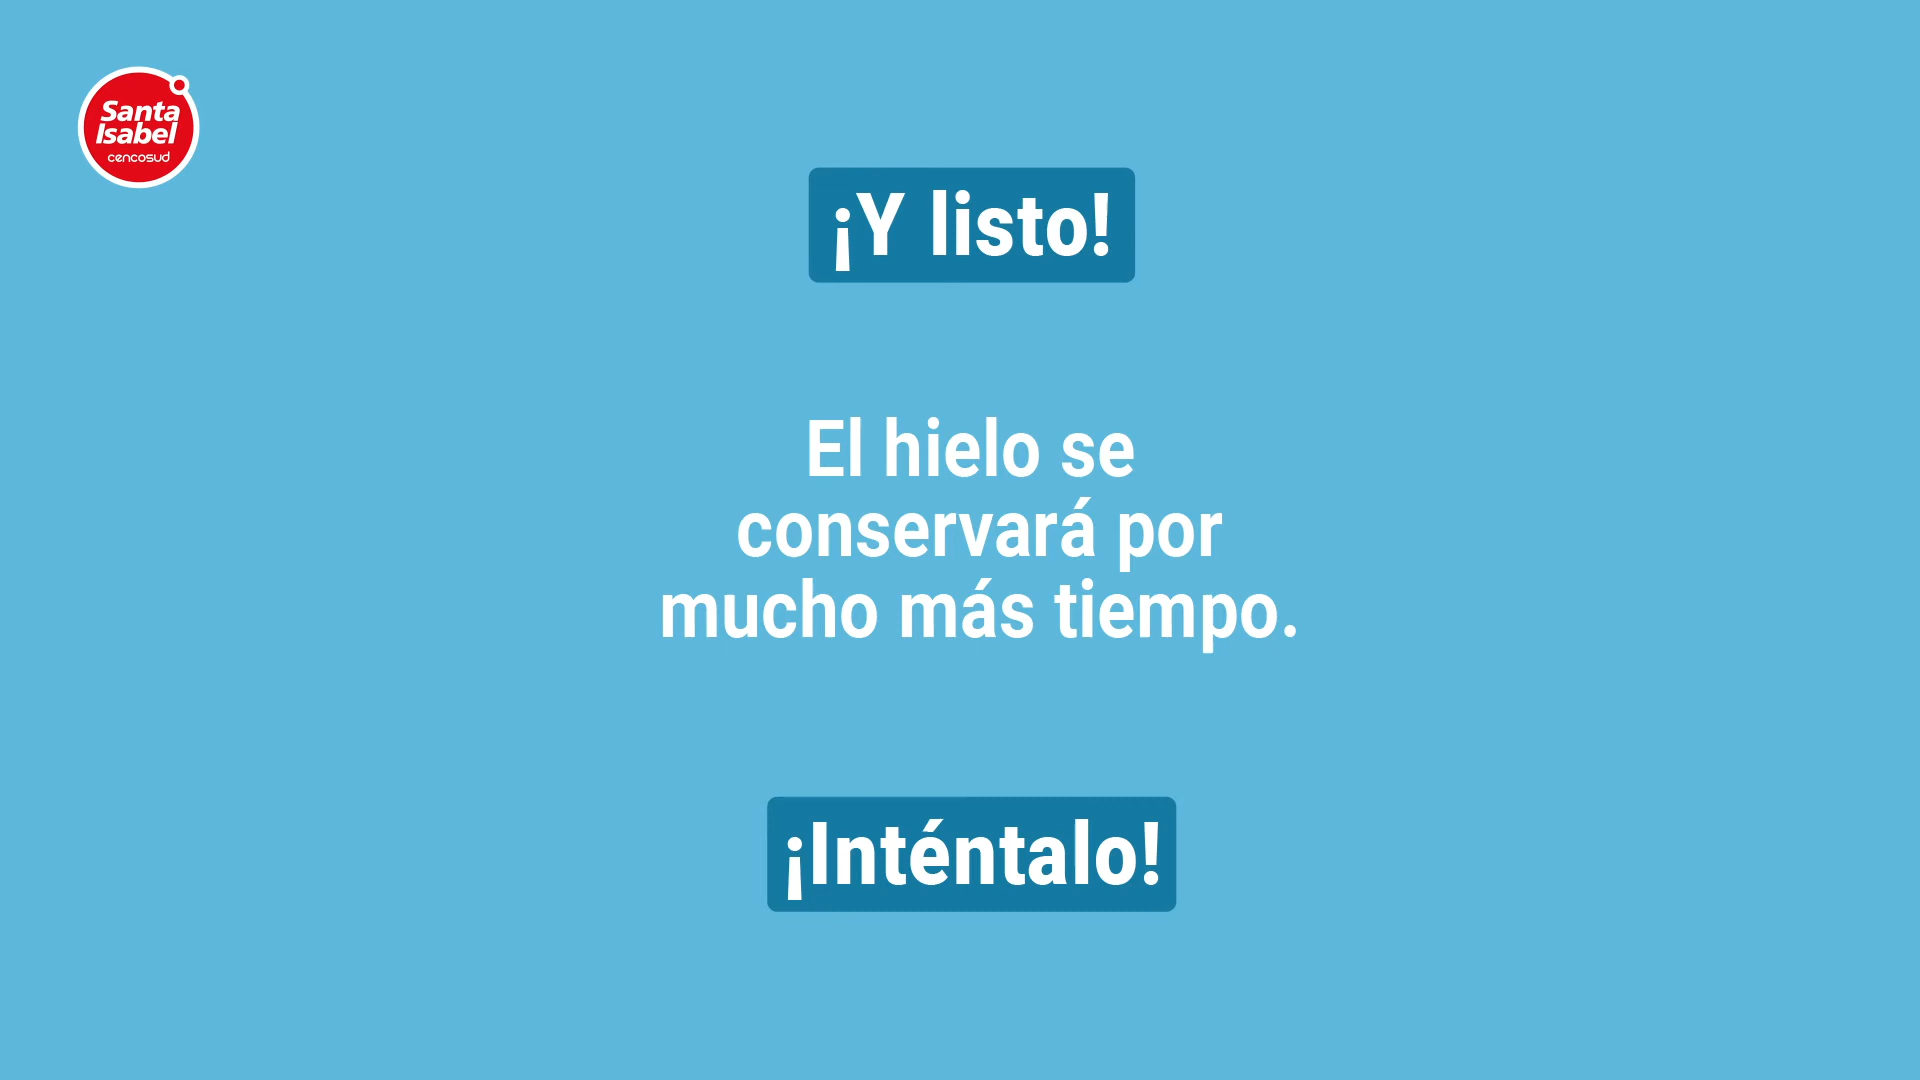 Santa
Isabel
cencosud
¡Y listo!
El hielo se
conservará por
mucho más tiempo.
¡Inténtalo!